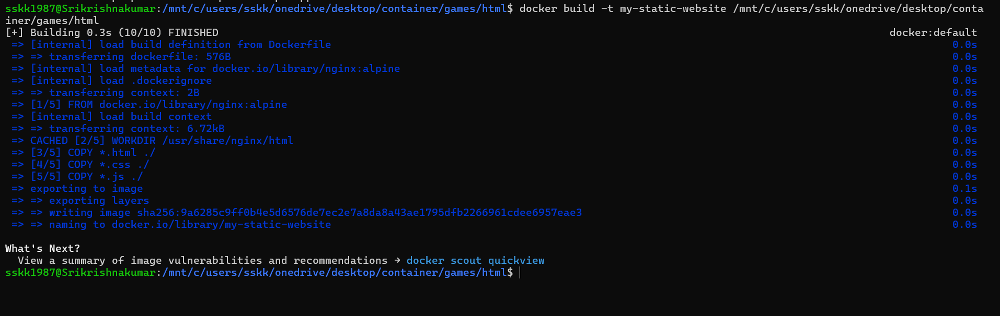 sskk1987@Srikrishnakumar:/mnt/c/users/sskk/onedrive/desktop/container/games/html$ docker build -t my-static-website /mnt/c/users/sskk/onedrive/desktop/conta
iner/games/html
[+] Building 0.3s (10/10) FINISHED docker:default
=> [internal] load build definition from Dockerfile 0.0s
=> => transferring dockerfile: 576B 0.0s
=> [internal] load metadata for docker.io/library/nginx:alpine 0.0s
=> [internal] load .dockerignore 0.0s
=> => transferring context: 2B 0.0s
=> [1/5] FROM docker.io/library/nginx:alpine 0.0s
=> [internal] load build context 0.0s
=> => transferring context: 6.72kB 0.0s
=> CACHED [2/5] WORKDIR /usr/share/nginx/html 0.0s
=> [3/5] COPY *.html ./ 0.0s
=> [4/5] COPY *.css ./ 0.0s
=> [5/5] COPY *.js ./ 0.0s
=> exporting to image 0.1s
=> => exporting layers 0.0s
=> => writing image sha256:9a6285c9ff0b4e5d6576de7ec2e7a8da8a43ae1795dfb2266961cdee6957eae3 0.0s
=> => naming to docker.io/library/my-static-website 0.0s
What's Next?
View a summary of image vulnerabilities and recommendations → docker scout quickview
sskk1987@Srikrishnakumar:/mnt/c/users/sskk/onedrive/desktop/container/games/html$